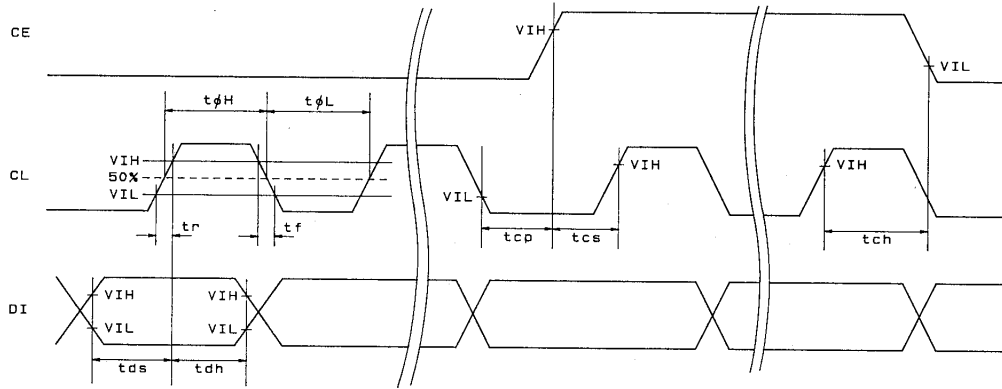 CE
VIH
VIL
tφH
tφL
VIH
50%
VIL
CL
tr
tf
VIL
VIH
VIH
tcp
tcs
tch
DI
VIH
VIL
VIH
VIL
tds
tdh